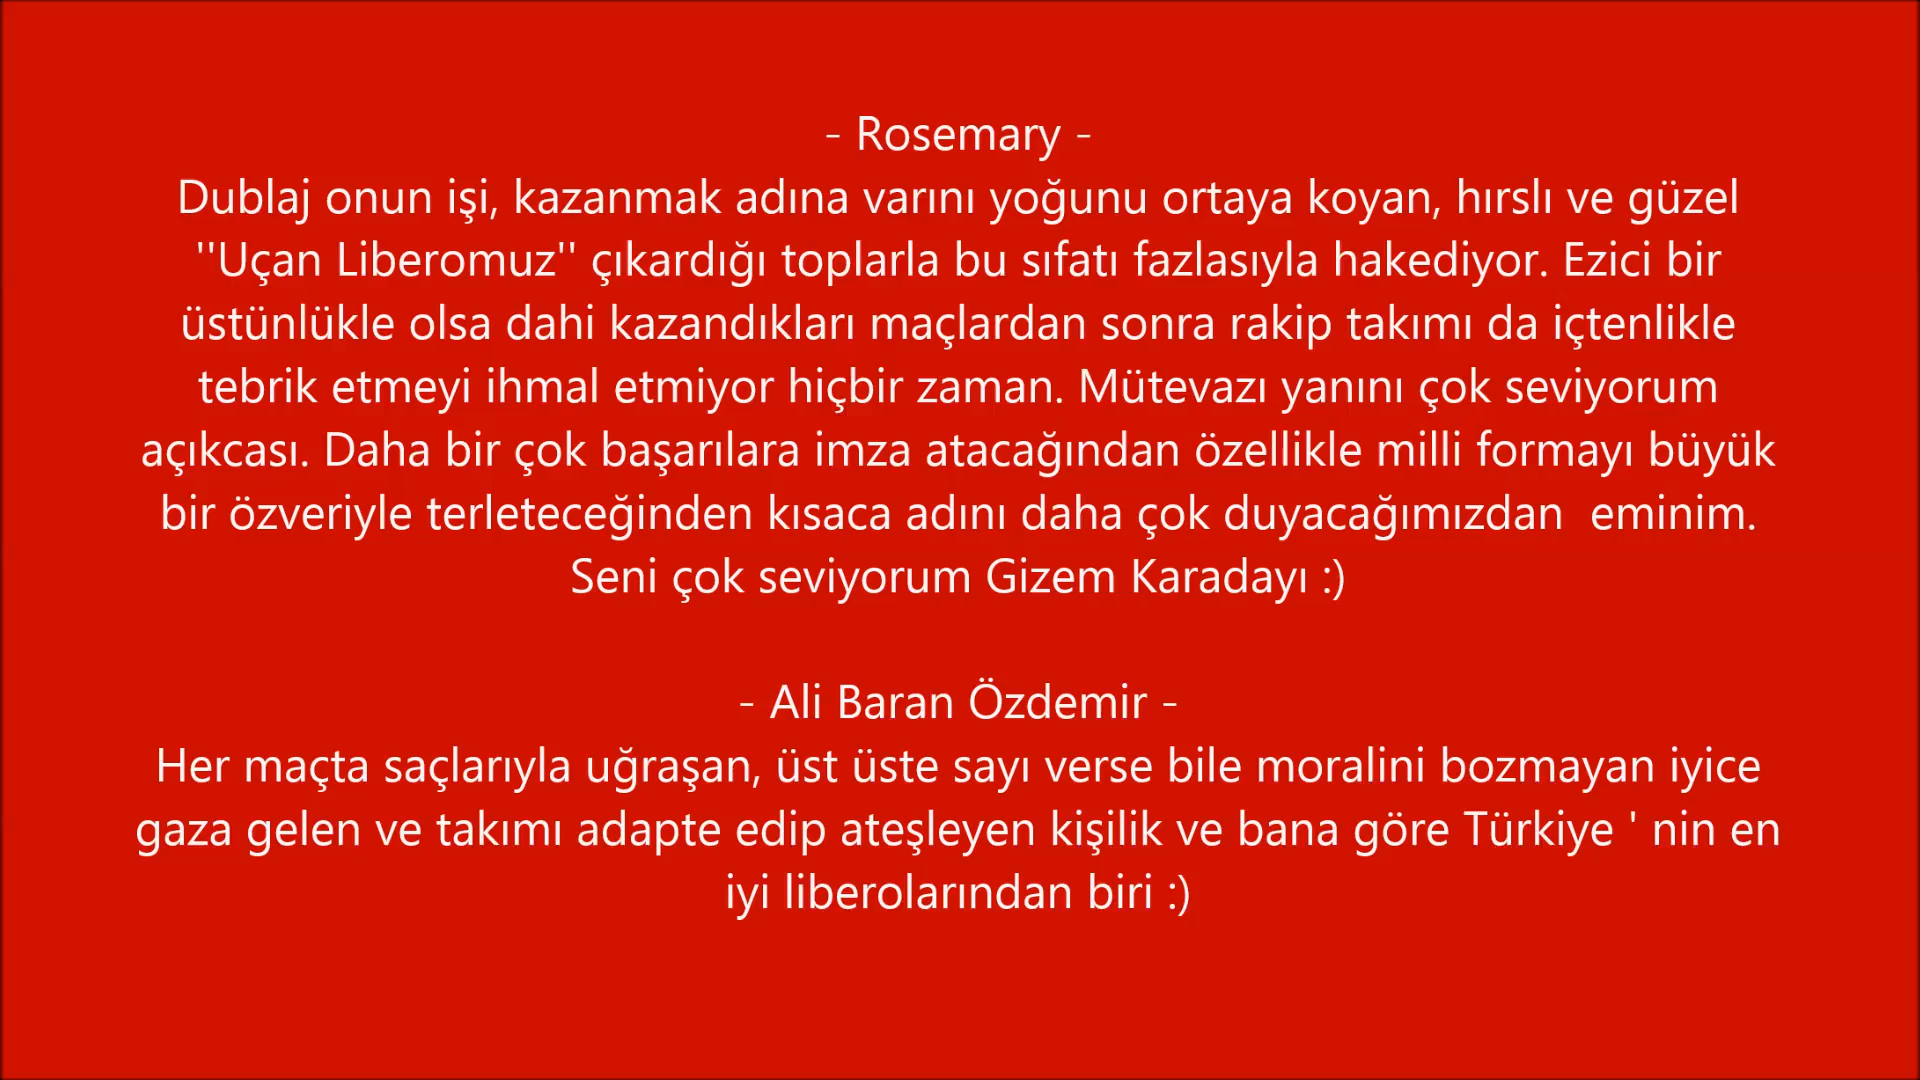 - Rosemary -
Dublaj onun işi, kazanmak adına varını yoğunu ortaya koyan, hırslı ve güzel
''Uçan Liberomuz'' çıkardığı toplarla bu sıfatı fazlasıyla hakediyor. Ezici bir
üstünlükle olsa dahi kazandıkları maçlardan sonra rakip takımı da içtenlikle
tebrik etmeyi ihmal etmiyor hiçbir zaman. Mütevazı yanını çok seviyorum
açıkcası. Daha bir çok başarılara imza atacağından özellikle milli formayı büyük
bir özveriyle terleteceğinden kısaca adını daha çok duyacağımızdan  eminim.
Seni çok seviyorum Gizem Karadayı :)
- Ali Baran Özdemir -
Her maçta saçlarıyla uğraşan, üst üste sayı verse bile moralini bozmayan iyice
gaza gelen ve takımı adapte edip ateşleyen kişilik ve bana göre Türkiye ' nin en
iyi liberolarından biri :)